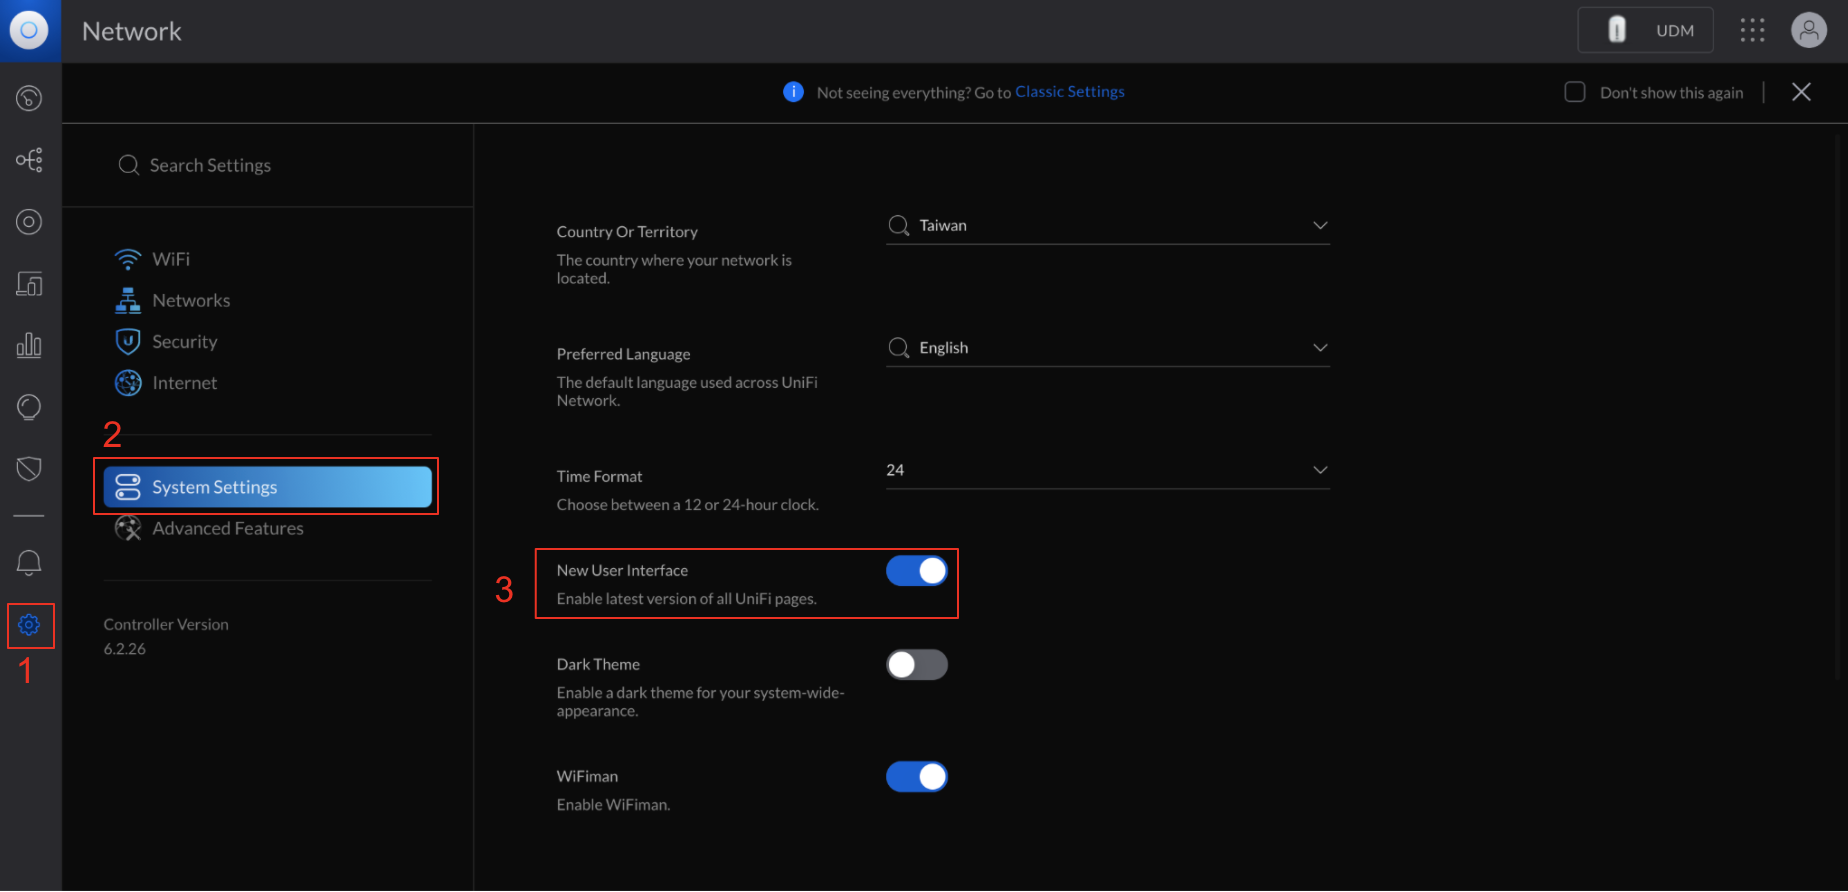 Network
UDM
Not seeing everything? Go to Classic Settings
Don't show this again
Search Settings
WiFi
Networks
Security
Internet
2
System Settings
Advanced Features
Controller Version
6.2.26
1
Country Or Territory
The country where your network is
located.
Taiwan
Preferred Language
The default language used across UniFi
Network.
English
Time Format
Choose between a 12 or 24-hour clock.
24
3
New User Interface
Enable latest version of all UniFi pages.
Dark Theme
Enable a dark theme for your system-wide-
appearance.
WiFiman
Enable WiFiman.